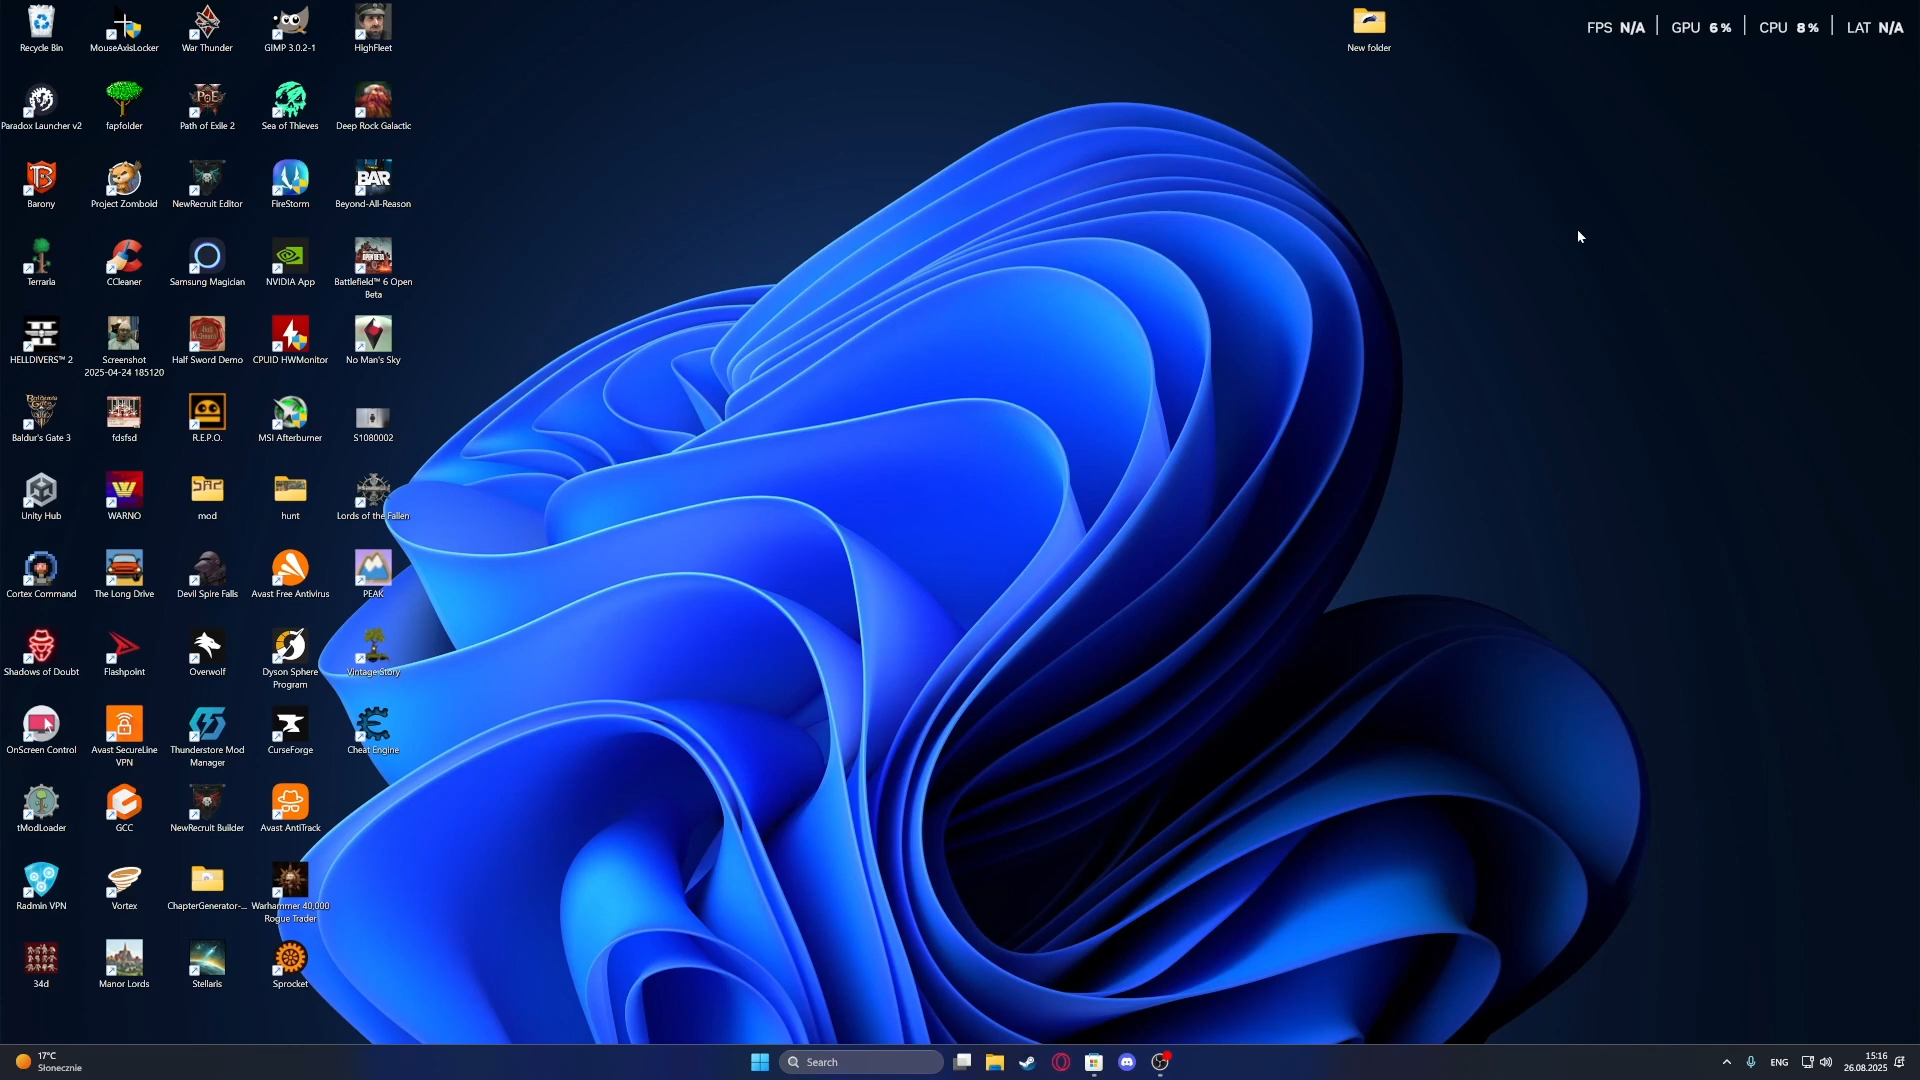 Recycle Bin
MouseAxisLocker
War Thunder
GIMP 3.0.2-1
HighFleet
New folder
FPS N/A | GPU 6 % | CPU 8 % | LAT N/A
Paradox Launcher v2
fapfolder
Path of Exile 2
Sea of Thieves
Deep Rock Galactic
Barony
Project Zomboid
NewRecruit Editor
FireStorm
BAR
Beyond-All-Reason
Terraria
CCleaner
Samsung Magician
NVIDIA App
Battlefield™ 6 Open
Beta
HELLDIVERS™ 2
Screenshot
2025-04-24 185120
Half Sword Demo
CPUID HWMonitor
No Man's Sky
Baldur's Gate 3
fdsfsd
R.E.P.O.
MSI Afterburner
S1080002
Unity Hub
WARNO
mod
hunt
Lords of the Fallen
Cortex Command
The Long Drive
Devil Spire Falls
Avast Free Antivirus
PEAK
Shadows of Doubt
Flashpoint
Overwolf
Dyson Sphere
Program
Vintage Story
OnScreen Control
Avast SecureLine
VPN
Thunderstore Mod
Manager
CurseForge
Cheat Engine
tModLoader
GCC
NewRecruit Builder
Avast AntiTrack
Radmin VPN
Vortex
ChapterGenerator-...
Warhammer 40,000
Rogue Trader
34d
Manor Lords
Stellaris
Sprocket
17°C
Słonecznie
Search
ENG
15:16
26.08.2025